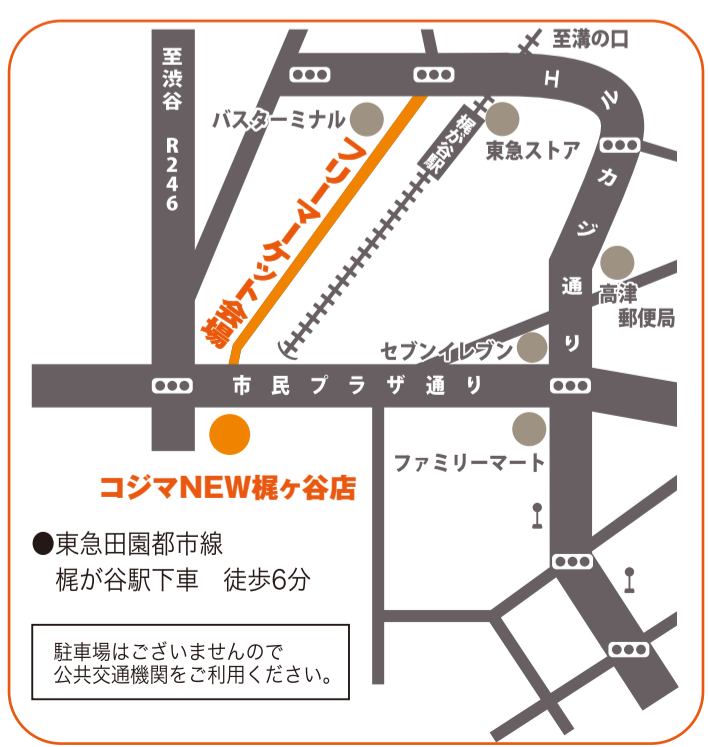 至溝の口
至渋谷 R246
エルカジ通り
バスターミナル
梶が谷駅
東急ストア
フリーマーケット会場
高津
郵便局
セブンイレブン
市民プラザ通り
ファミリーマート
コジマNEW梶ヶ谷店
●東急田園都市線
梶が谷駅下車 徒歩6分
駐車場はございませんので
公共交通機関をご利用ください。